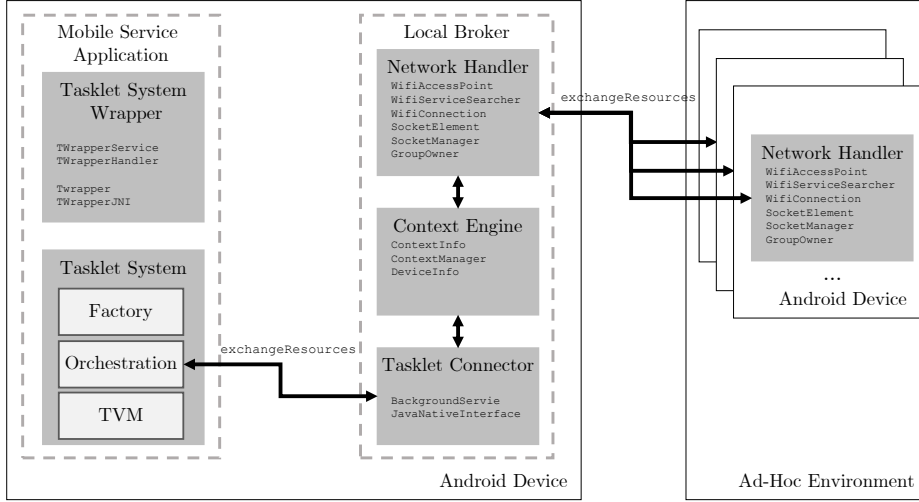 Mobile Service
Application
Tasklet System
Wrapper
TWrapperService
TWrapperHandler
Twrapper
TWrapperJNI
Tasklet System
Factory
Orchestration
TVM
exchangeResources
Local Broker
Network Handler
WifiAccessPoint
WifiServiceSearcher
WifiConnection
SocketElement
SocketManager
GroupOwner
Context Engine
ContextInfo
ContextManager
DeviceInfo
Tasklet Connector
BackgroundServie
JavaNativeInterface
Android Device
exchangeResources
Network Handler
WifiAccessPoint
WifiServiceSearcher
WifiConnection
SocketElement
SocketManager
GroupOwner
...
Android Device
Ad-Hoc Environment